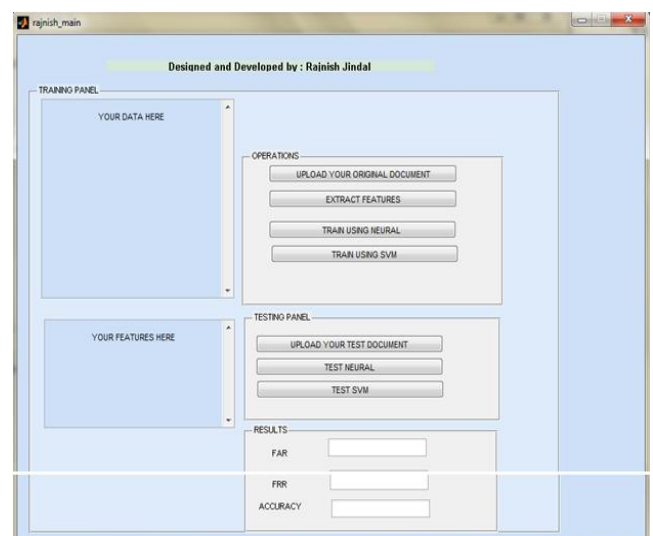 rajnish_main
Designed and Developed by : Rajnish Jindal
TRAINING PANEL
YOUR DATA HERE
OPERATIONS
UPLOAD YOUR ORIGINAL DOCUMENT
EXTRACT FEATURES
TRAIN USING NEURAL
TRAIN USING SVM
YOUR FEATURES HERE
TESTING PANEL
UPLOAD YOUR TEST DOCUMENT
TEST NEURAL
TEST SVM
RESULTS
FAR
FRR
ACCURACY